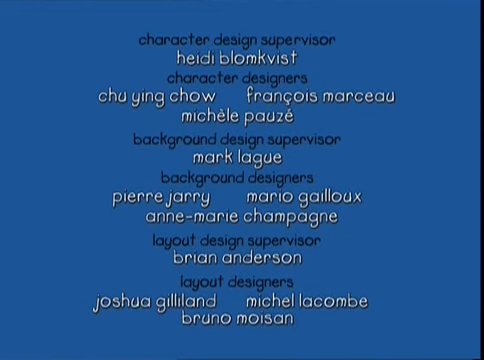 character design supervisor
heidi blomkvist
character designers
chu ying chow françois marceau
michèle pauzé
background design supervisor
mark lague
background designers
pierre jarry mario gailloux
anne-marie champagne
layout design supervisor
brian anderson
layout designers
joshua gilliland michel lacombe
bruno moisan